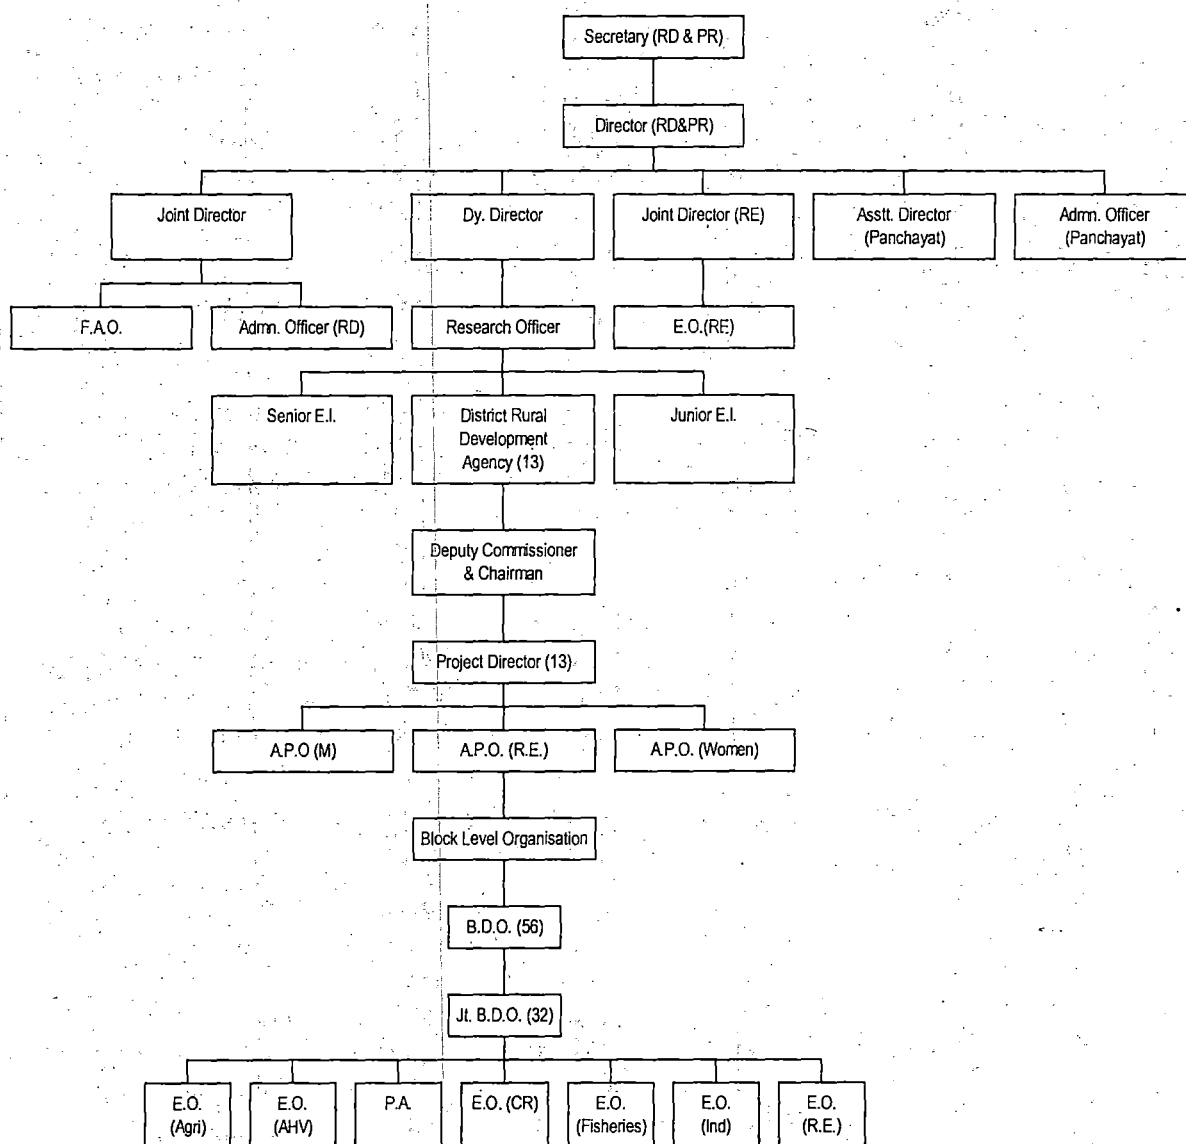 Secretary (RD & PR)
Director (RD&PR)
Joint Director
Dy. Director
Joint Director (RE)
Asstt. Director
(Panchayat)
Admn. Officer
(Panchayat)
F.A.O.
Admn. Officer (RD)
Research Officer
E.O.(RE)
Senior E.I.
District Rural
Development
Agency (13)
Junior E.I.
Deputy Commissioner
& Chairman
Project Director (13)
A.P.O (M)
A.P.O. (R.E.)
A.P.O. (Women)
Block Level Organisation
B.D.O. (56)
Jt. B.D.O. (32)
E.O.
(Agri)
E.O.
(AHV)
P.A.
E.O. (CR)
E.O.
(Fisheries)
E.O.
(Ind)
E.O.
(R.E.)